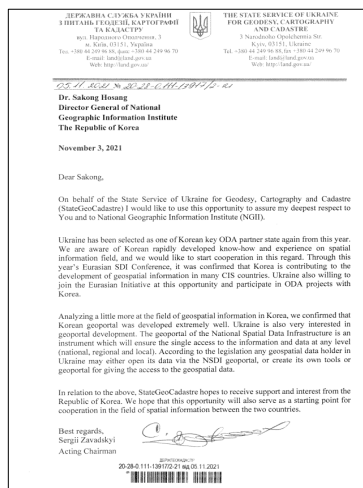 ДЕРЖАВНА СЛУЖБА УКРАЇНИ
З ПИТАНЬ ГЕОДЕЗІЇ, КАРТОГРАФІЇ
ТА КАДАСТРУ
вул. Народного Ополчення, 3
м. Київ, 03151, Україна
Тел. +380 44 249 96 88, факс +380 44 249 96 70
E-mail: land@land.gov.ua
Web: http://land.gov.ua/
THE STATE SERVICE OF UKRAINE
FOR GEODESY, CARTOGRAPHY
AND CADASTRE
3 Narodnoho Opolchennia Str.
Kyiv, 03151, Ukraine
Tel. +380 44 249 96 88, fax +380 44 249 96 70
E-mail: land@land.gov.ua
Web: http://land.gov.ua/
05.11.2021 № 20-28-0.111-13917/2-21
Dr. Sakong Hosang
Director General of National
Geographic Information Institute
The Republic of Korea
November 3, 2021
Dear Sakong,
On behalf of the State Service of Ukraine for Geodesy, Cartography and Cadastre
(StateGeoCadastre) I would like to use this opportunity to assure my deepest respect to
You and to National Geographic Information Institute (NGII).
Ukraine has been selected as one of Korean key ODA partner state again from this year.
We are aware of Korean rapidly developed know-how and experience on spatial
information field, and we would like to start cooperation in this regard. Through this
year's Eurasian SDI Conference, it was confirmed that Korea is contributing to the
development of spatial information in many CIS countries. Ukraine also willing to
join the Eurasian Initiative at this opportunity and participate in ODA projects with
Korea.
Analyzing a little more at the field of geospatial information in Korea, we confirmed that
Korean geoportal was developed extremely well. Ukraine is also very interested in
geoportal development. The geoportal of the National Spatial Data Infrastructure is an
instrument which will ensure the single access to the information and data at any level
(national, regional and local). According to the legislation any geospatial data holder in
Ukraine may either open its data via the NSDI geoportal, or create its own tools or
geoportal for giving the access to the geospatial data.
In relation to the above, StateGeoCadastre hopes to receive support and interest from the
Republic of Korea. We hope that this opportunity will also serve as a starting point for
cooperation in the field of spatial information between the two countries.
Best regards,
Sergii Zavadskyi
Acting Chairman
ДЕРЖГЕОКАДАСТР
20-28-0.111-13917/2-21 від 05.11.2021